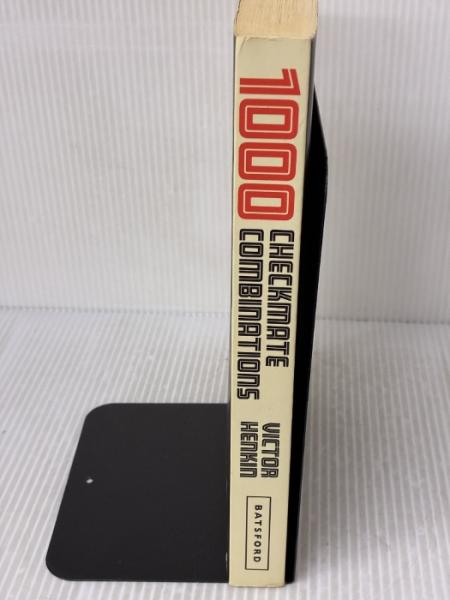 1000
CHECKMATE
COMBINATIONS
VICTOR
HENKIN
BATSFORD